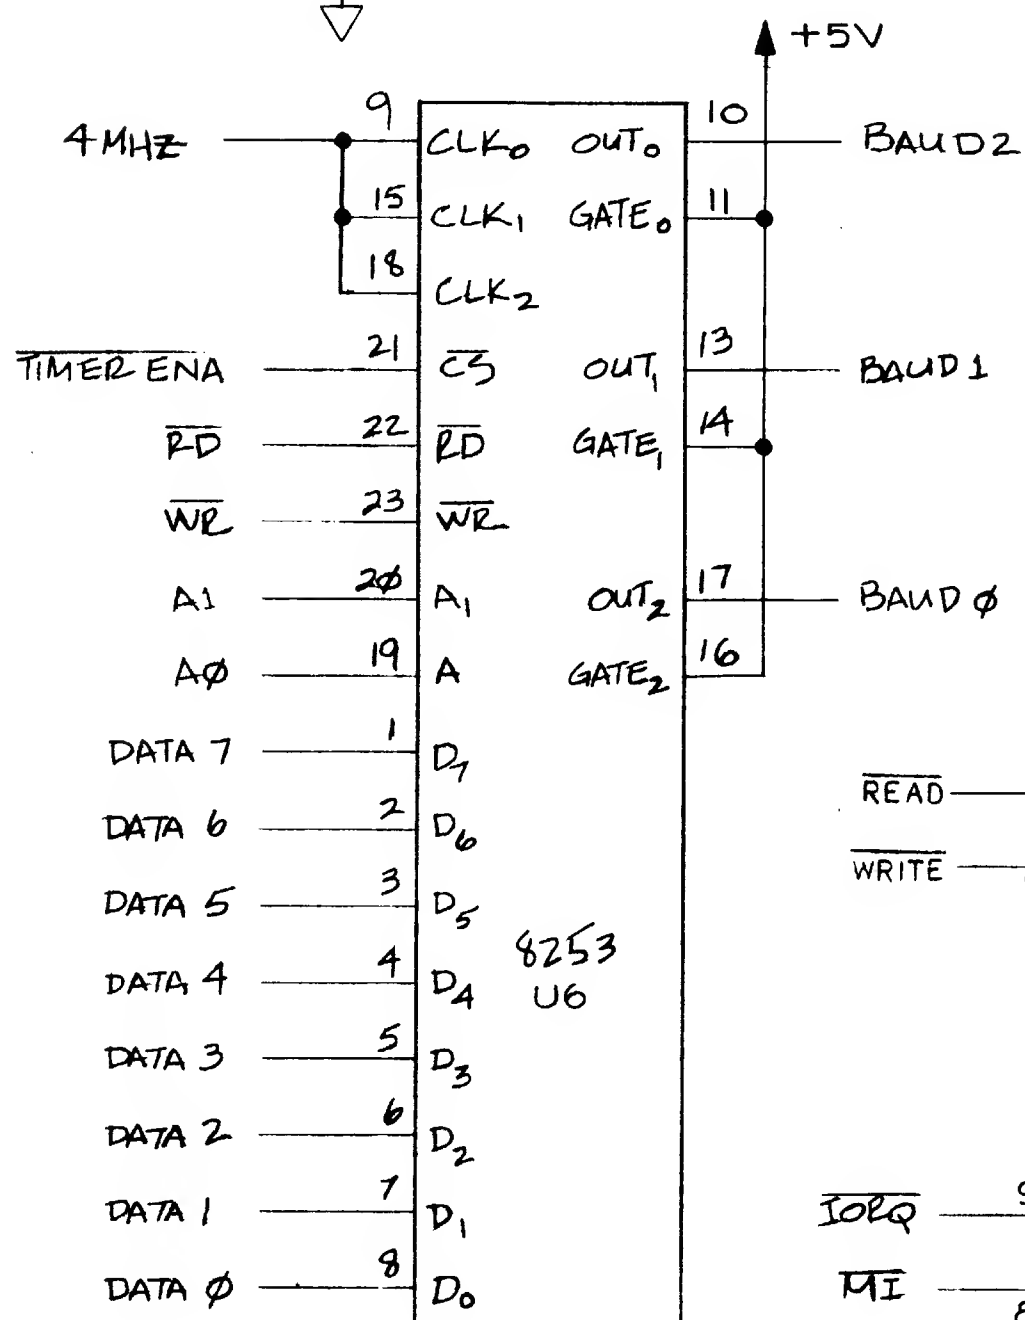 +5V
4MHZ 9 CLK0 OUT0 10 BAUD2
15 CLK1 GATE0 11
18 CLK2
TIMER ENA 21 CS OUT1 13 BAUD1
RD 22 RD GATE1 14
WR 23 WR
A1 2Ø A1 OUT2 17 BAUD Ø
AØ 19 A GATE2 16
DATA 7 1 D7
READ
DATA 6 2 D6
WRITE
DATA 5 3 D5
8253
DATA 4 4 D4 U6
DATA 3 5 D3
DATA 2 6 D2
DATA 1 7 D1 IORQ
DATA Ø 8 D0 MI